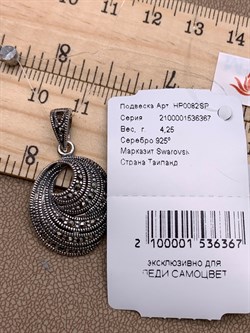 Подвеска Арт. HP0082SP
Серия 2100001536367
Вес, г 4,25
Серебро 925°
Марказит Swarovsk
Страна Таиланд
2 100001 536367
ЭКСКЛЮЗИВНО ДЛЯ
ЛЕДИ САМОЦВЕТ